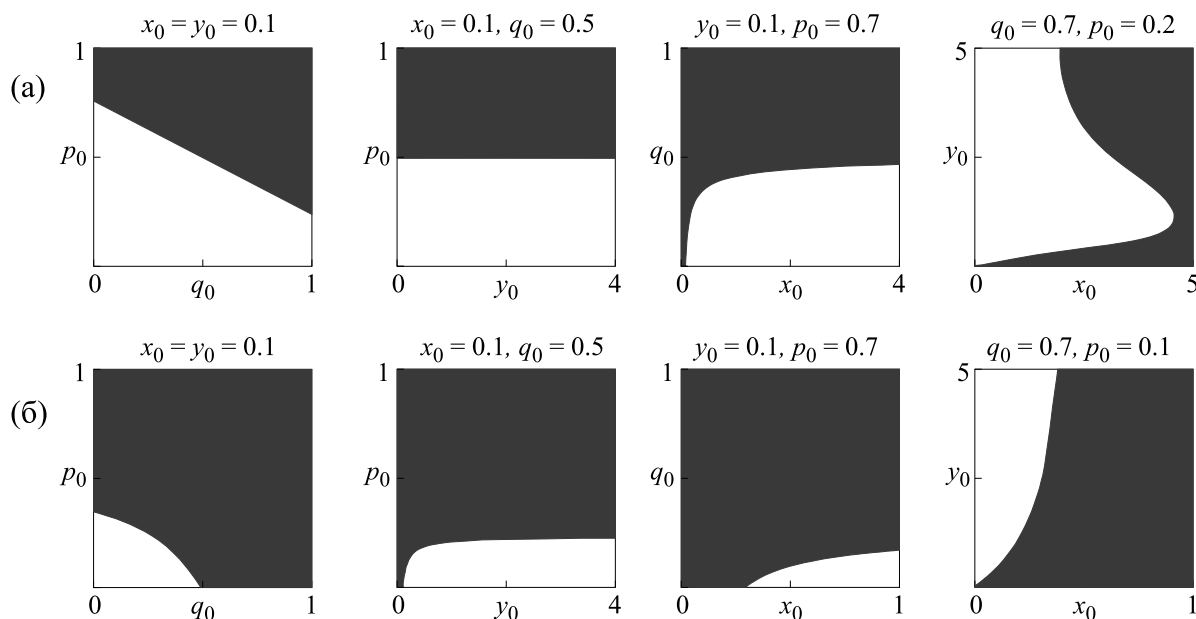 (а)
x0 = y0 = 0.1
1
p0
0 q0 1
x0 = 0.1, q0 = 0.5
1
p0
0 y0 4
y0 = 0.1, p0 = 0.7
1
q0
0 x0 4
q0 = 0.7, p0 = 0.2
5
y0
0 x0 5
(б)
x0 = y0 = 0.1
1
p0
0 q0 1
x0 = 0.1, q0 = 0.5
1
p0
0 y0 4
y0 = 0.1, p0 = 0.7
1
q0
0 x0 1
q0 = 0.7, p0 = 0.1
5
y0
0 x0 1